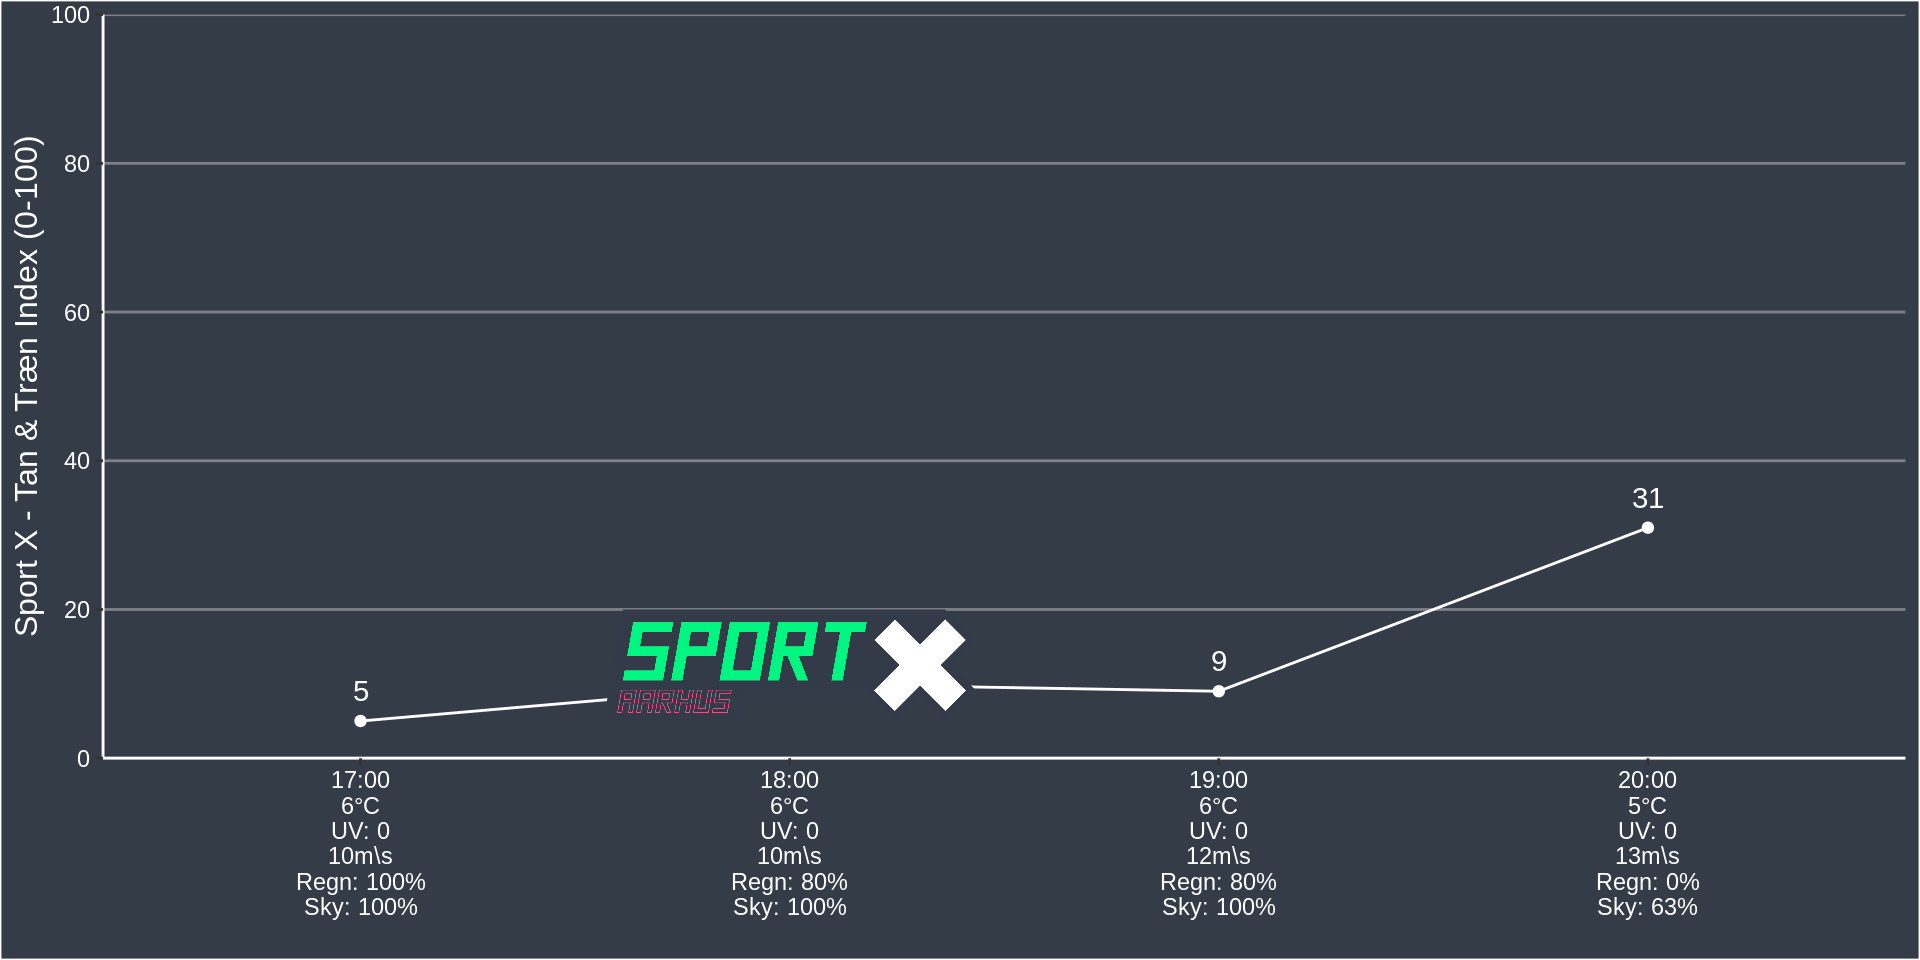 Sport X - Tan & Træn Index (0-100)
100
80
60
40
20
0
5
9
31
SPORT X
AARHUS
17:00
6°C
UV: 0
10m\s
Regn: 100%
Sky: 100%
18:00
6°C
UV: 0
10m\s
Regn: 80%
Sky: 100%
19:00
6°C
UV: 0
12m\s
Regn: 80%
Sky: 100%
20:00
5°C
UV: 0
13m\s
Regn: 0%
Sky: 63%